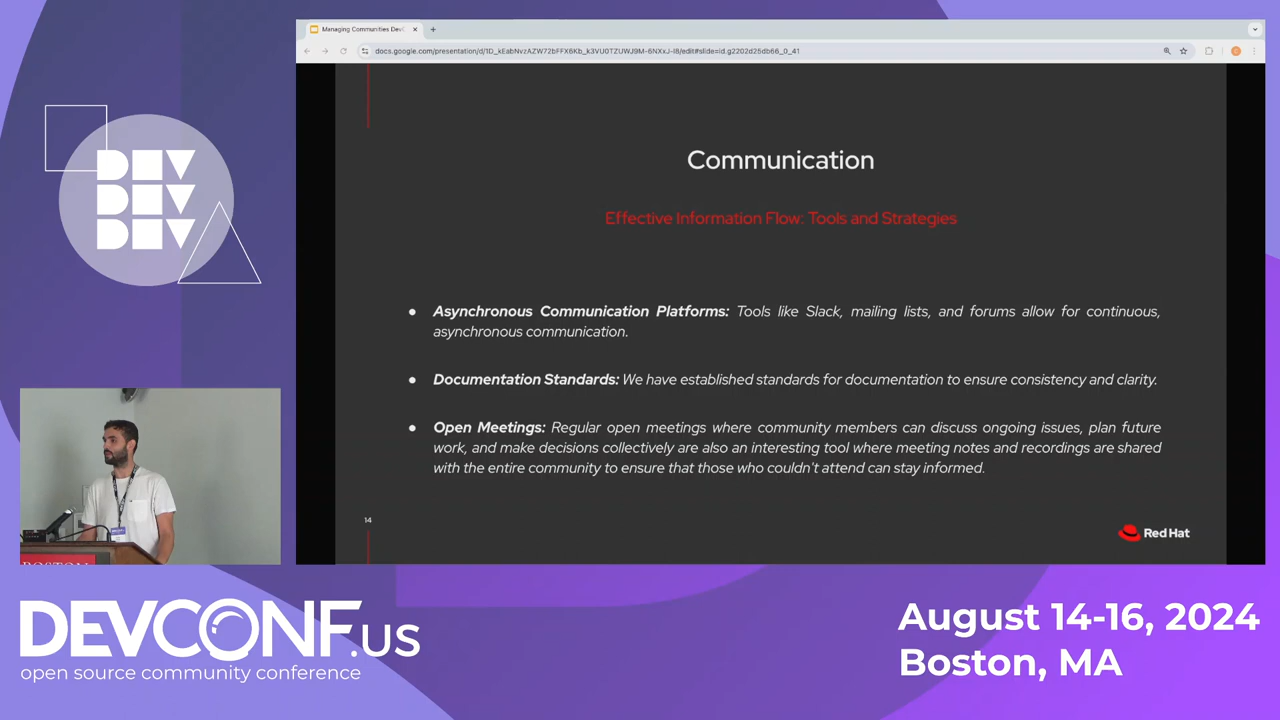 Managing Communities DevC
docs.google.com/presentation/d/1D_kEabNvzAZW72bFFX6Kb_k3VU0TZUWJ9M-6NXxJ-I8/edit#slide=id.g2202d25db66_0_41
DEV
DEV
DEV
Communication
Effective Information Flow: Tools and Strategies
● Asynchronous Communication Platforms: Tools like Slack, mailing lists, and forums allow for continuous,
asynchronous communication.
● Documentation Standards: We have established standards for documentation to ensure consistency and clarity.
● Open Meetings: Regular open meetings where community members can discuss ongoing issues, plan future
work, and make decisions collectively are also an interesting tool where meeting notes and recordings are shared
with the entire community to ensure that those who couldn't attend can stay informed.
14
Red Hat
BOSTON
DEVCONF.US
open source community conference
August 14-16, 2024
Boston, MA